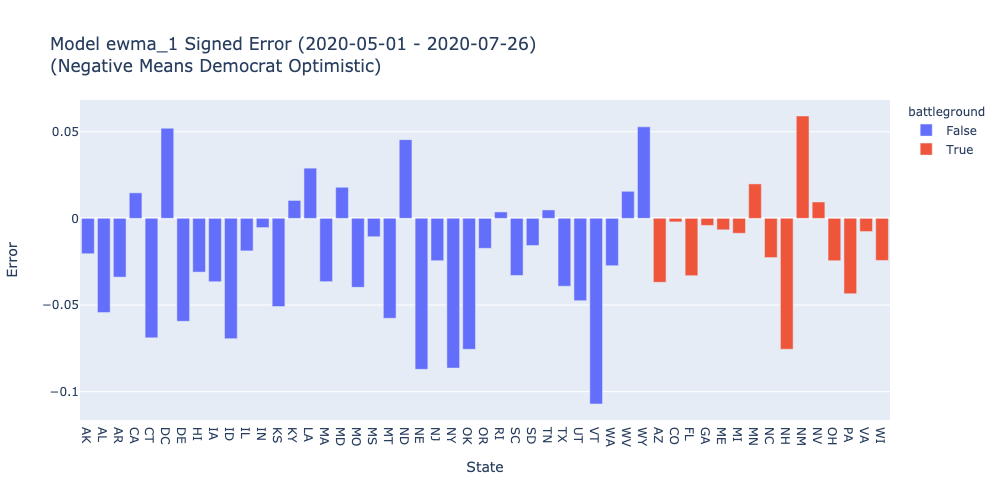 Model ewma_1 Signed Error (2020-05-01 - 2020-07-26)
(Negative Means Democrat Optimistic)
battleground
False
True
0.05
0
−0.05
−0.1
Error
AK AL AR CA CT DC DE HI IA ID IL IN KS KY LA MA MD MO MS MT ND NE NJ NY OK OR RI SC SD TN TX UT VT WA WV WY AZ CO FL GA ME MI MN NC NH NM NV OH PA VA WI
State